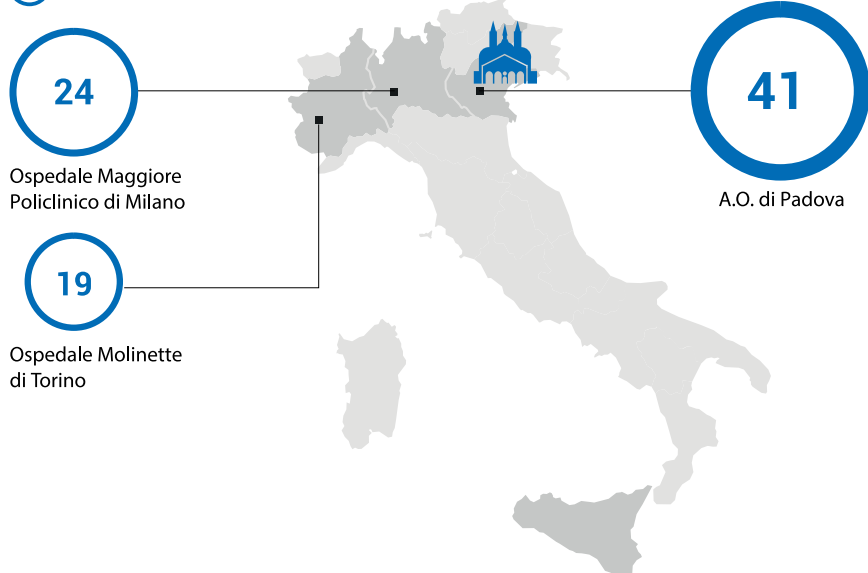 24
Ospedale Maggiore
Policlinico di Milano
41
A.O. di Padova
19
Ospedale Molinette
di Torino